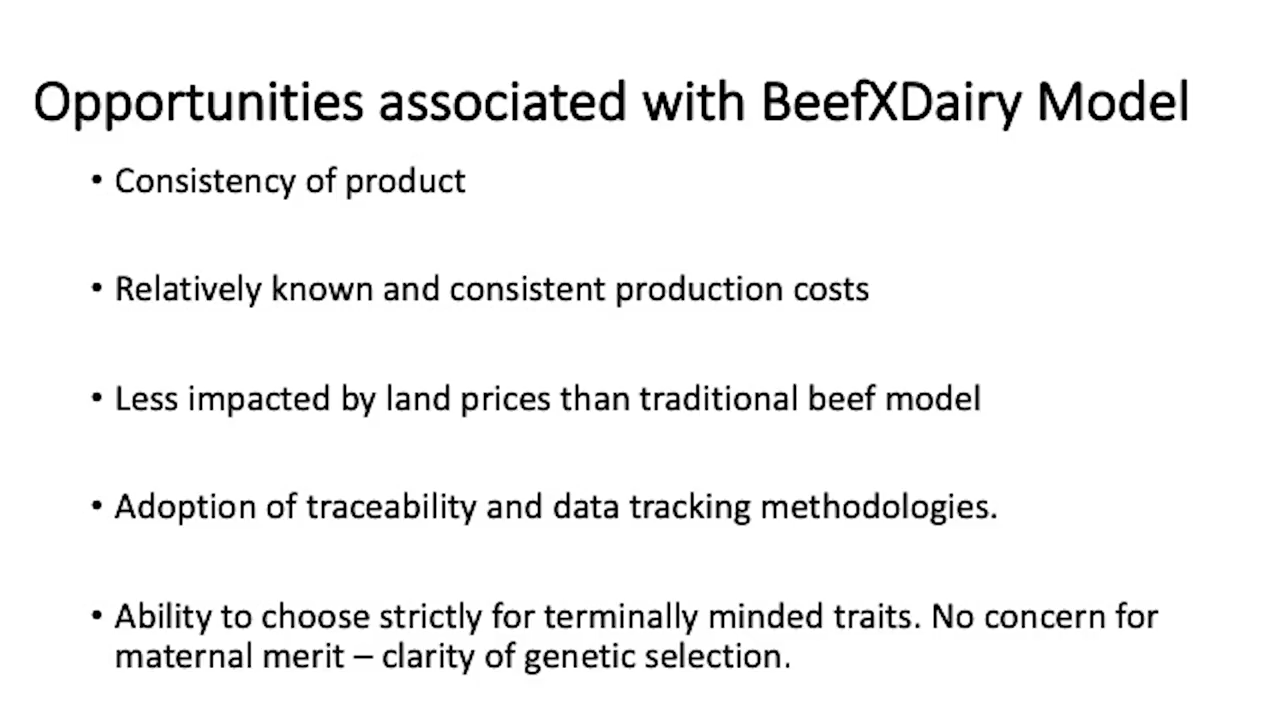 Opportunities associated with BeefXDairy Model
• Consistency of product
• Relatively known and consistent production costs
• Less impacted by land prices than traditional beef model
• Adoption of traceability and data tracking methodologies.
• Ability to choose strictly for terminally minded traits. No concern for
maternal merit – clarity of genetic selection.